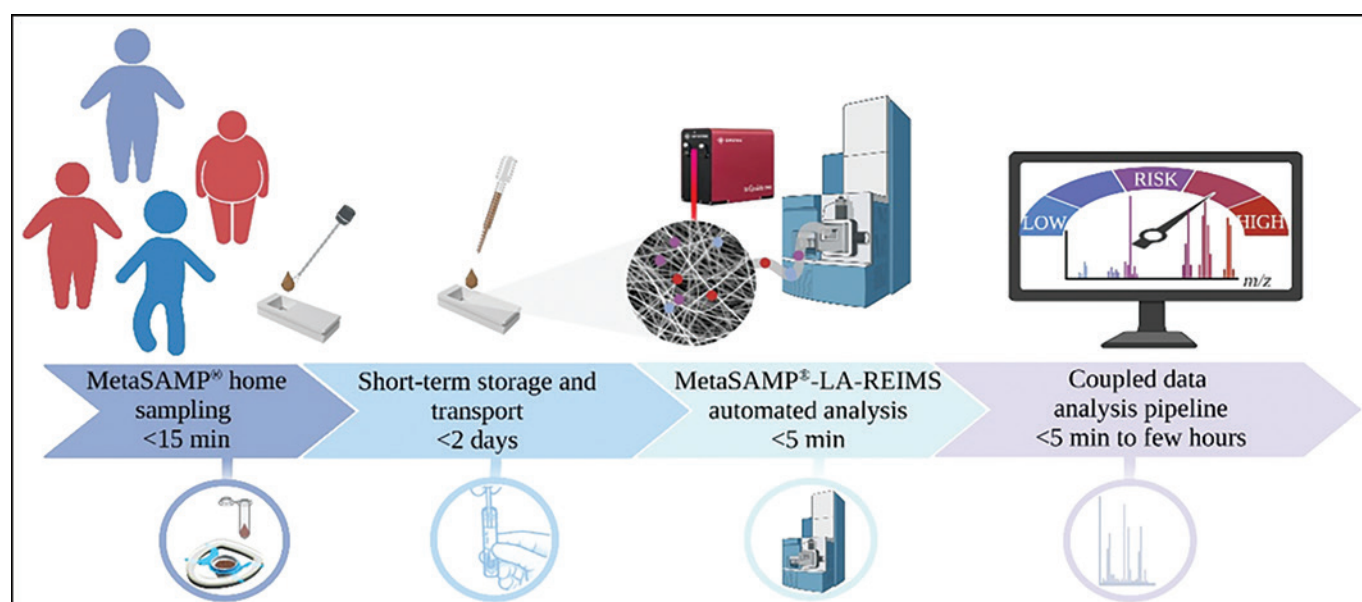 RISK
LOW
HIGH
m/z
MetaSAMP® home
sampling
<15 min
Short-term storage and
transport
<2 days
MetaSAMP®-LA-REIMS
automated analysis
<5 min
Coupled data
analysis pipeline
<5 min to few hours